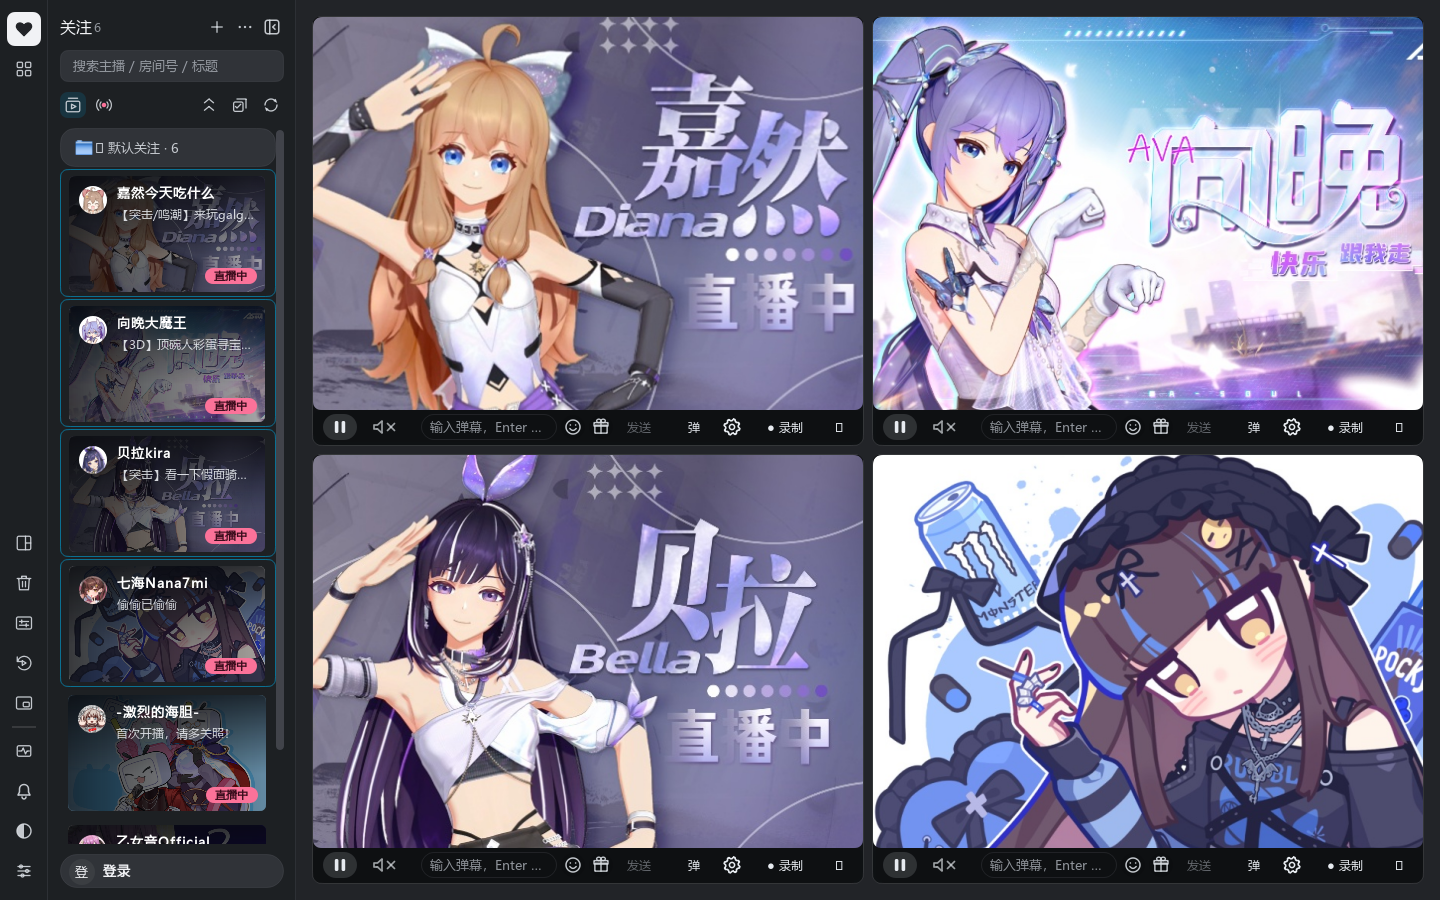 关注 6
搜索主播 / 房间号 / 标题
默认关注 · 6
嘉然今天吃什么
【突击/鸣潮】来玩galg...
直播中
向晚大魔王
【3D】顶碗人彩蛋寻宝...
直播中
贝拉kira
【突击】看一下假面骑...
直播中
七海Nana7mi
偷偷已偷偷
直播中
-激烈的海胆-
首次开播，请多关照!
直播中
乙女音Official
登 登录
嘉然
Diana
直播中
输入弹幕，Enter ... 发送 弹 ● 录制
AVA
向晚
快乐 跟我走
输入弹幕，Enter ... 发送 弹 ● 录制
贝拉
Bella
直播中
输入弹幕，Enter ... 发送 弹 ● 录制
MONSTER
POCKY
输入弹幕，Enter ... 发送 弹 ● 录制